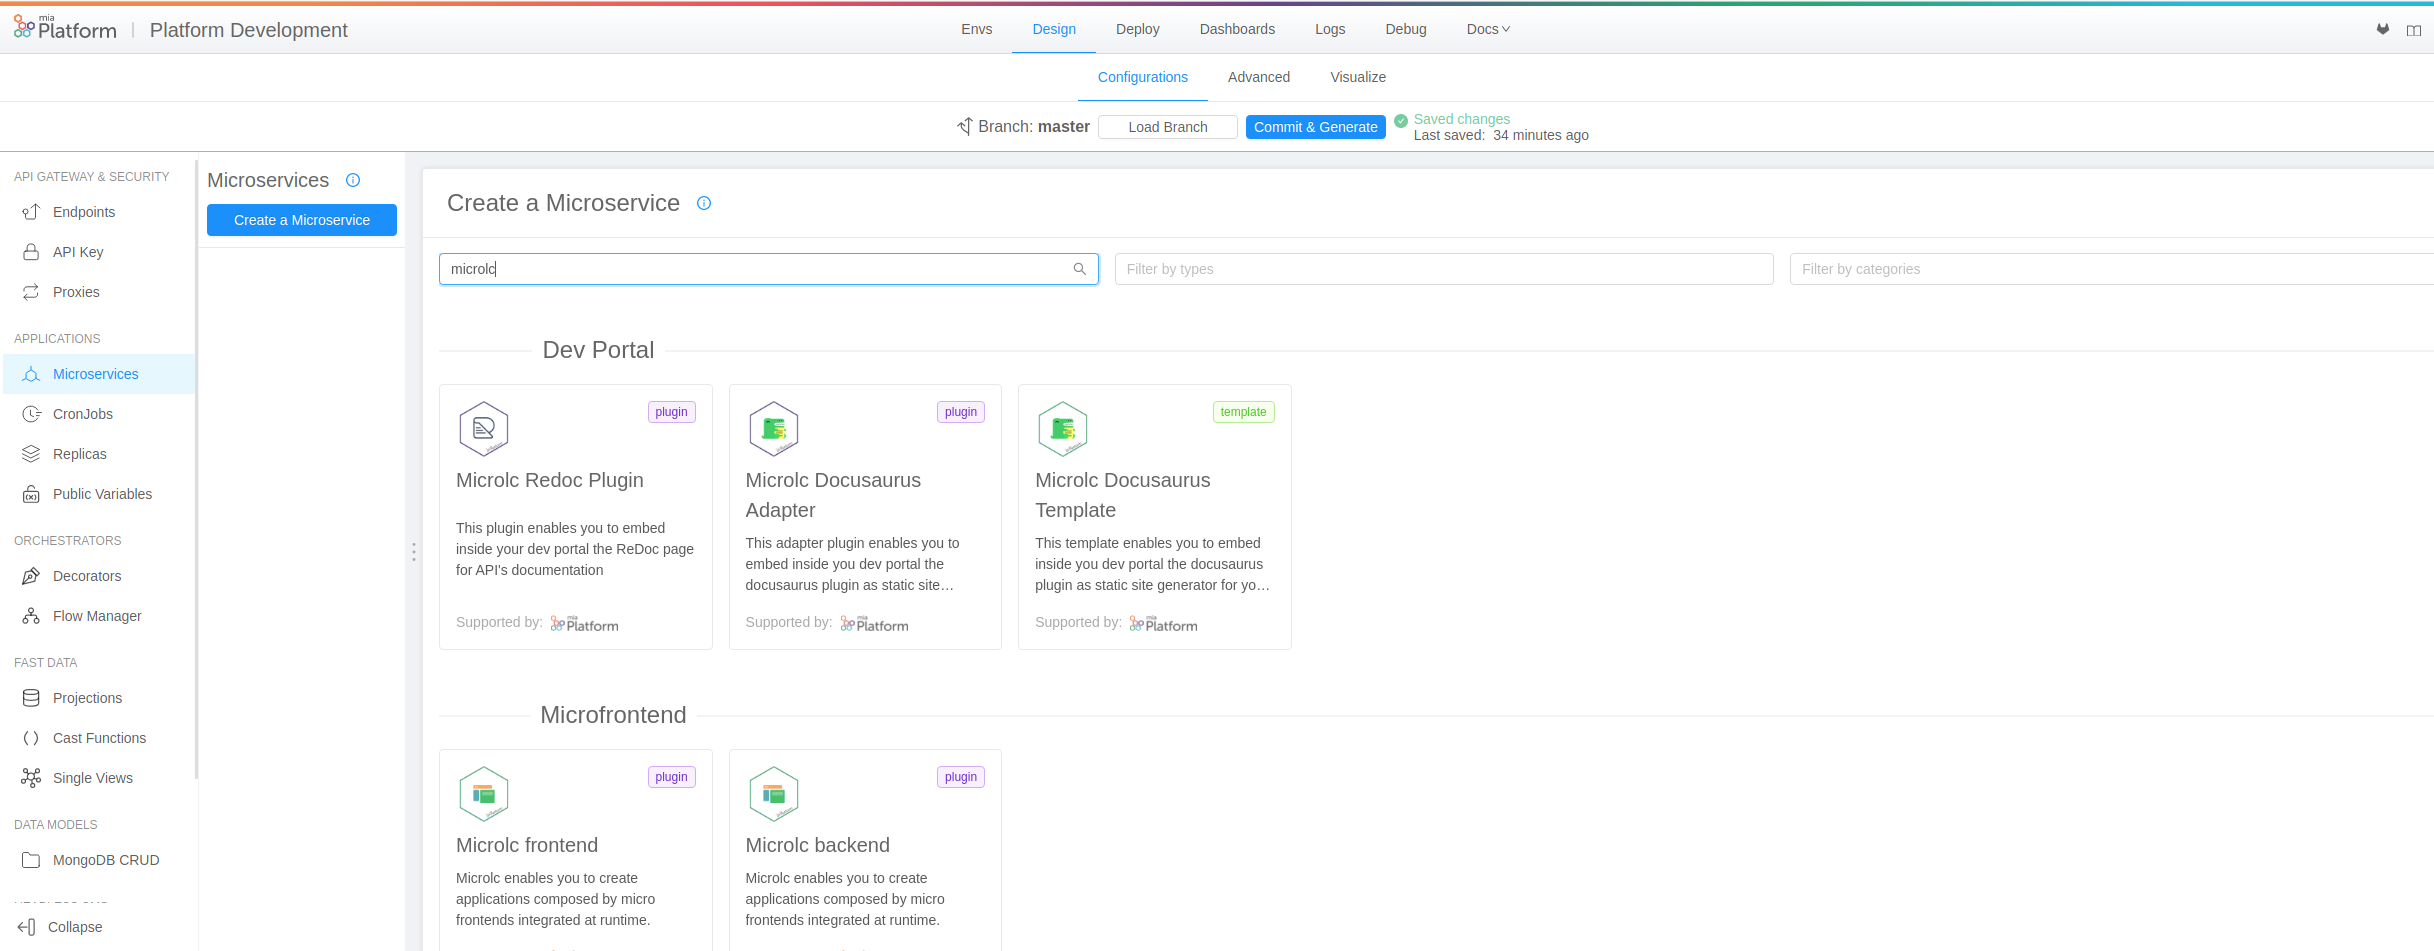 mia
Platform
Platform Development
Envs
Design
Deploy
Dashboards
Logs
Debug
Docs
Configurations
Advanced
Visualize
Branch: master
Load Branch
Commit & Generate
Saved changes
Last saved: 34 minutes ago
API GATEWAY & SECURITY
Endpoints
API Key
Proxies
APPLICATIONS
Microservices
CronJobs
Replicas
Public Variables
ORCHESTRATORS
Decorators
Flow Manager
FAST DATA
Projections
Cast Functions
Single Views
DATA MODELS
MongoDB CRUD
Collapse
Microservices
Create a Microservice
Create a Microservice
microlc
Filter by types
Filter by categories
Dev Portal
plugin
Microlc Redoc Plugin
This plugin enables you to embed
inside your dev portal the ReDoc page
for API's documentation
Supported by: mia Platform
plugin
Microlc Docusaurus
Adapter
This adapter plugin enables you to
embed inside you dev portal the
docusaurus plugin as static site…
Supported by: mia Platform
template
Microlc Docusaurus
Template
This template enables you to embed
inside you dev portal the docusaurus
plugin as static site generator for yo…
Supported by: mia Platform
Microfrontend
plugin
Microlc frontend
Microlc enables you to create
applications composed by micro
frontends integrated at runtime.
plugin
Microlc backend
Microlc enables you to create
applications composed by micro
frontends integrated at runtime.